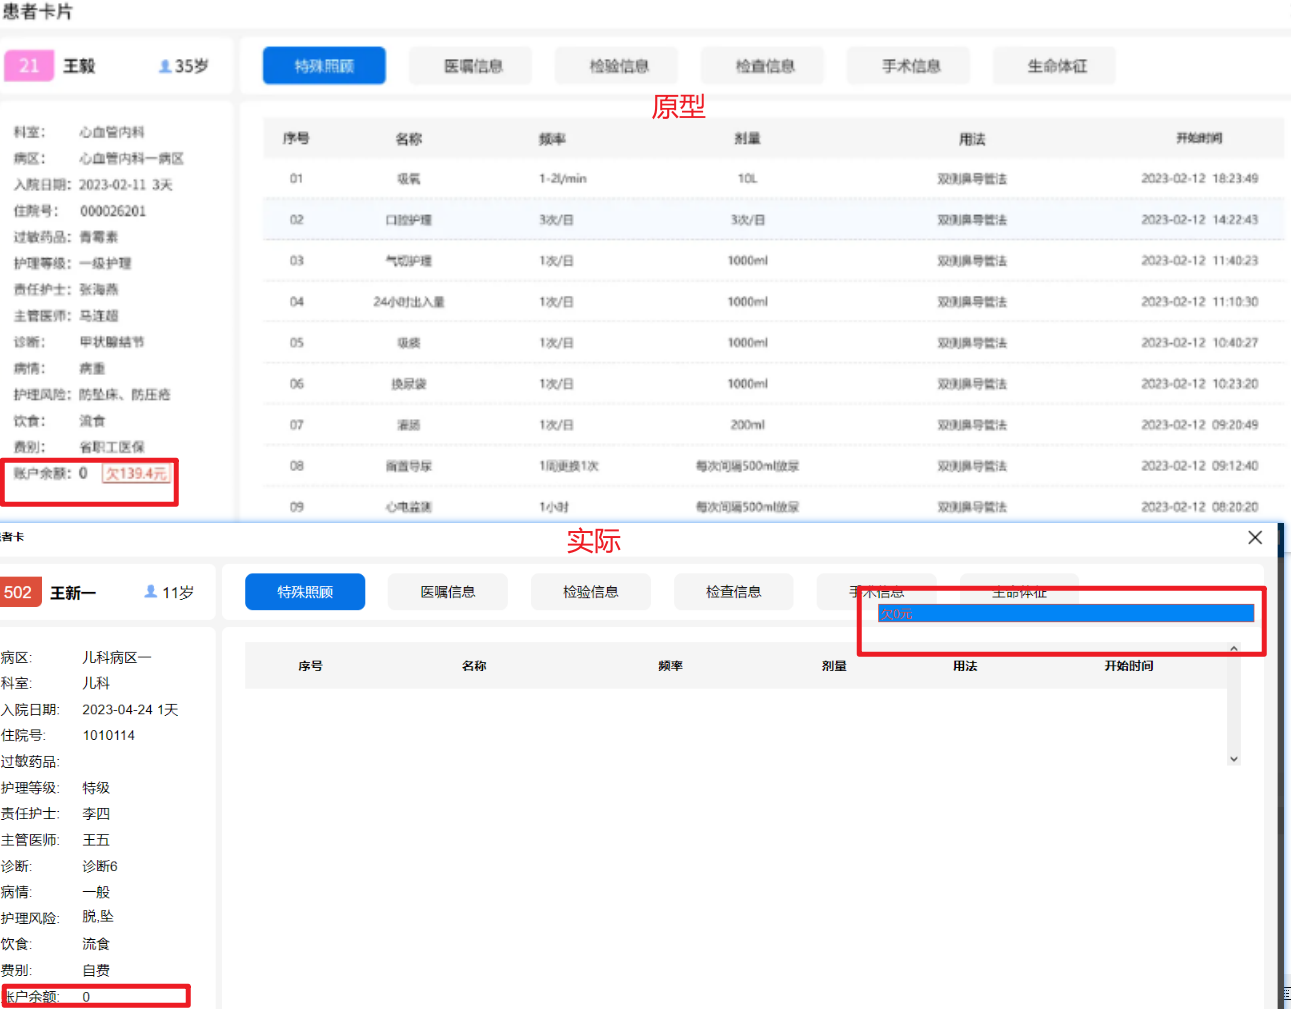 患者卡片
21 王毅 35岁
特殊照顾 医嘱信息 检验信息 检查信息 手术信息 生命体征
原型
科室: 心血管内科
病区: 心血管内科一病区
入院日期: 2023-02-11 3天
住院号: 000026201
过敏药品: 青霉素
护理等级: 一级护理
责任护士: 张海燕
主管医师: 马连超
诊断: 甲状腺结节
病情: 病重
护理风险: 防坠床、防压疮
饮食: 流食
费别: 省职工医保
账户余额: 0 欠139.4元
序号 名称 频率 剂量 用法 开始时间
01 吸氧 1-2l/min 10L 双侧鼻导管法 2023-02-12 18:23:49
02 口腔护理 3次/日 3次/日 双侧鼻导管法 2023-02-12 14:22:43
03 气切护理 1次/日 1000ml 双侧鼻导管法 2023-02-12 11:40:23
04 24小时出入量 1次/日 1000ml 双侧鼻导管法 2023-02-12 11:10:30
05 吸痰 1次/日 1000ml 双侧鼻导管法 2023-02-12 10:40:27
06 换尿袋 1次/日 1000ml 双侧鼻导管法 2023-02-12 10:23:20
07 灌肠 1次/日 200ml 双侧鼻导管法 2023-02-12 09:20:49
08 留置导尿 1周更换1次 每次间隔500ml放尿 双侧鼻导管法 2023-02-12 09:12:40
09 心电监测 1小时 每次间隔500ml放尿 双侧鼻导管法 2023-02-12 08:20:20
者卡
实际
502 王新一 11岁
特殊照顾 医嘱信息 检验信息 检查信息 手术信息 生命体征
欠0元
病区: 儿科病区一
科室: 儿科
入院日期: 2023-04-24 1天
住院号: 1010114
过敏药品:
护理等级: 特级
责任护士: 李四
主管医师: 王五
诊断: 诊断6
病情: 一般
护理风险: 脱,坠
饮食: 流食
费别: 自费
账户余额: 0
序号 名称 频率 剂量 用法 开始时间